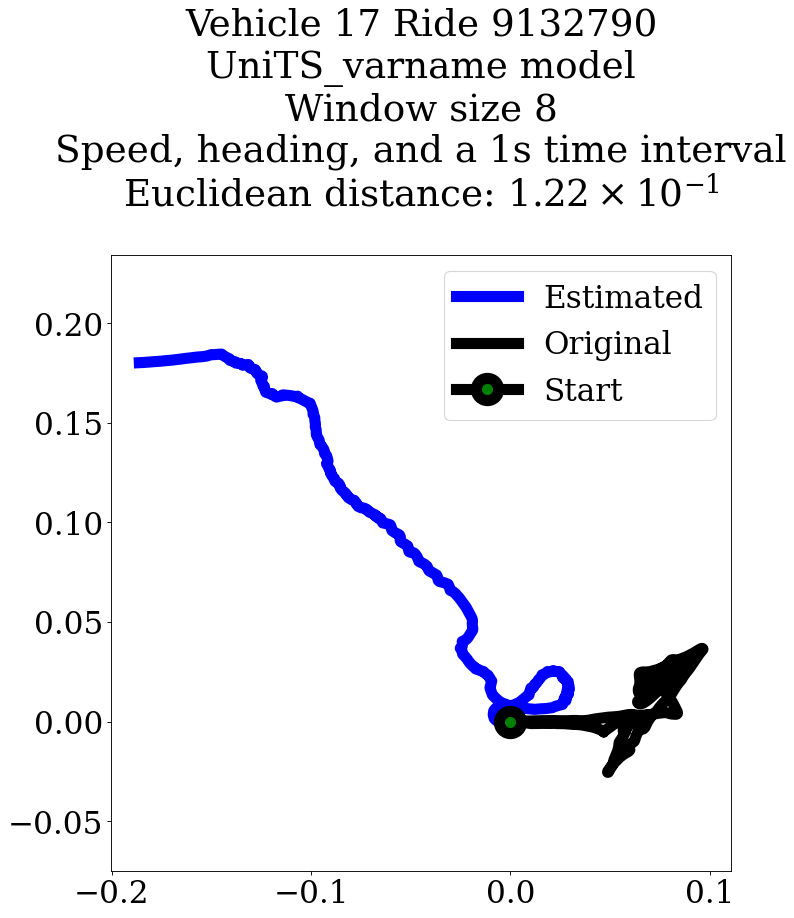 Vehicle 17 Ride 9132790
UniTS_varname model
Window size 8
Speed, heading, and a 1s time interval
Euclidean distance: 1.22 × 10⁻¹
Estimated
Original
Start
0.20
0.15
0.10
0.05
0.00
−0.05
−0.2
−0.1
0.0
0.1